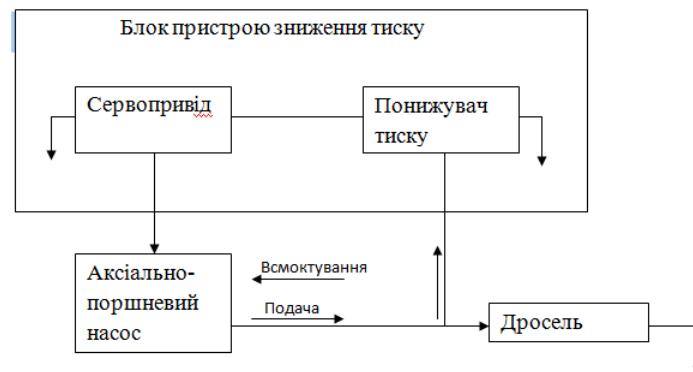 Блок пристрою зниження тиску
Сервопривід
Понижувач
тиску
Аксіально-
поршневий
насос
Всмоктування
Подача
Дросель